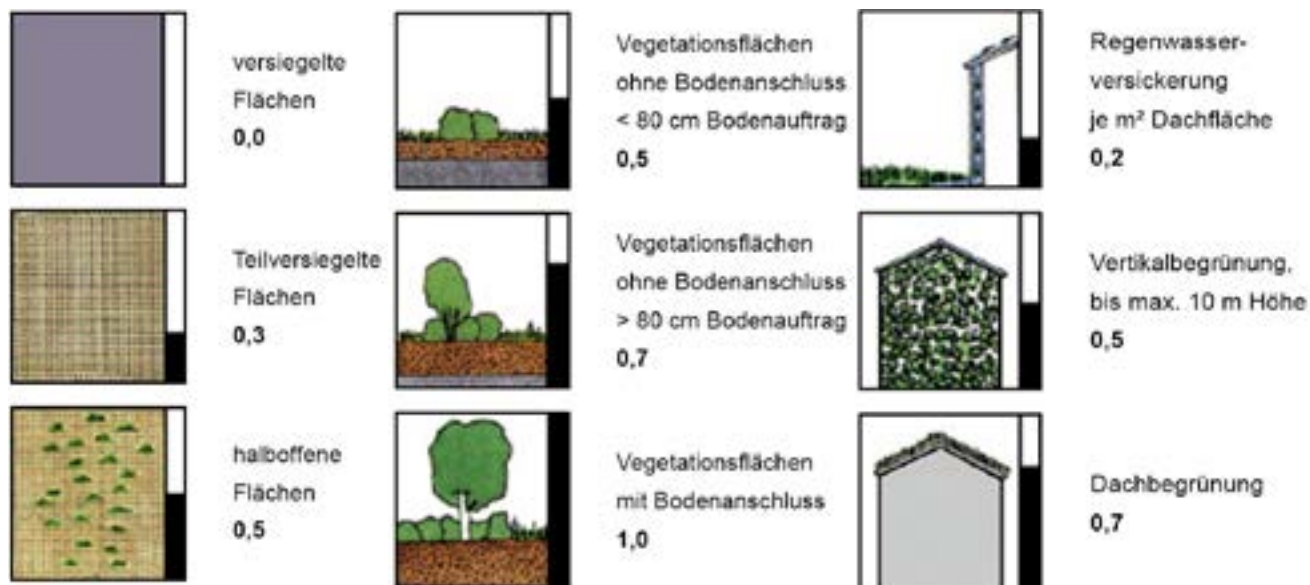 versiegelte
Flächen
0,0
Teilversiegelte
Flächen
0,3
halboffene
Flächen
0,5
Vegetationsflächen
ohne Bodenanschluss
< 80 cm Bodenauftrag
0,5
Vegetationsflächen
ohne Bodenanschluss
> 80 cm Bodenauftrag
0,7
Vegetationsflächen
mit Bodenanschluss
1,0
Regenwasser-
versickerung
je m² Dachfläche
0,2
Vertikalbegrünung,
bis max. 10 m Höhe
0,5
Dachbegrünung
0,7